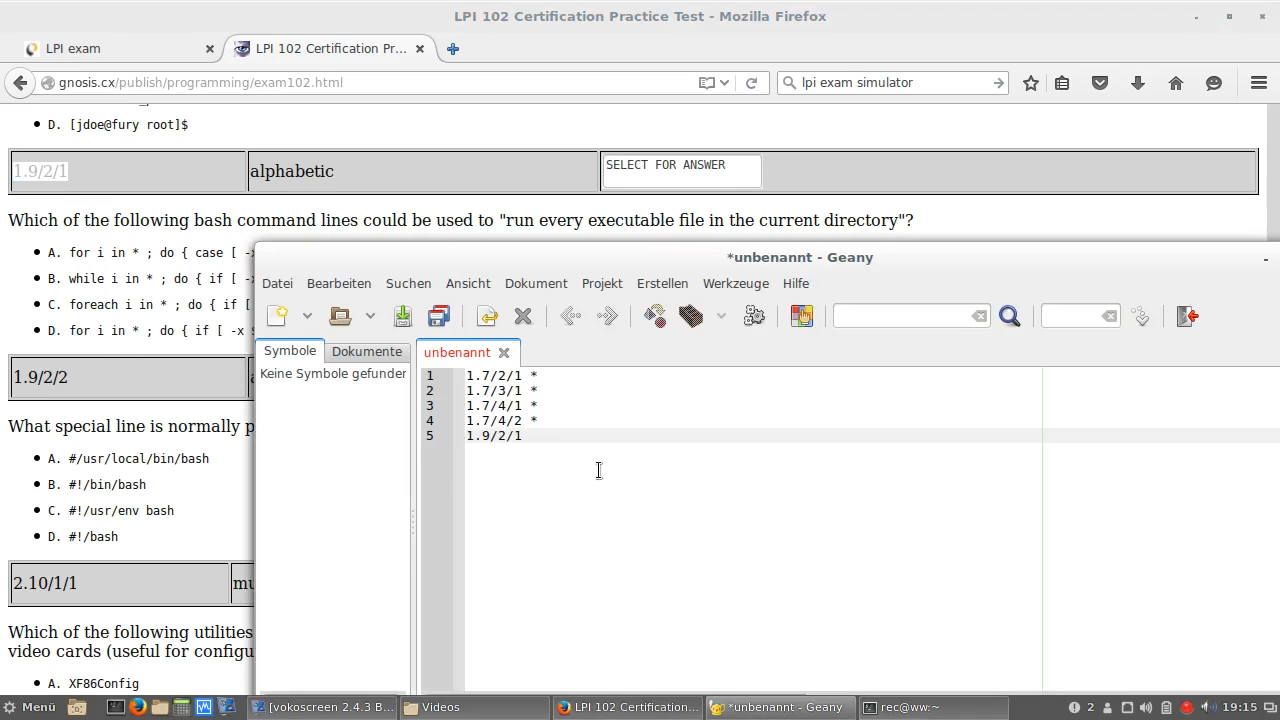 LPI 102 Certification Practice Test - Mozilla Firefox
LPI exam
LPI 102 Certification Pr...
gnosis.cx/publish/programming/exam102.html
lpi exam simulator
D. [jdoe@fury root]$
1.9/2/1
alphabetic
SELECT FOR ANSWER
Which of the following bash command lines could be used to "run every executable file in the current directory"?
A. for i in * ; do { case [ -x
B. while i in * ; do { if [ -x
C. foreach i in * ; do { if [
D. for i in * ; do { if [ -x $
1.9/2/2
What special line is normally p
A. #/usr/local/bin/bash
B. #!/bin/bash
C. #!/usr/env bash
D. #!/bash
2.10/1/1
mu
Which of the following utilities
video cards (useful for configu
A. XF86Config
*unbenannt - Geany
Datei Bearbeiten Suchen Ansicht Dokument Projekt Erstellen Werkzeuge Hilfe
Symbole
Dokumente
Keine Symbole gefunden
unbenannt
1 1.7/2/1 *
2 1.7/3/1 *
3 1.7/4/1 *
4 1.7/4/2 *
5 1.9/2/1
Menü
[vokoscreen 2.4.3 B...
Videos
LPI 102 Certification...
*unbenannt - Geany
rec@ww:~
2
19:15